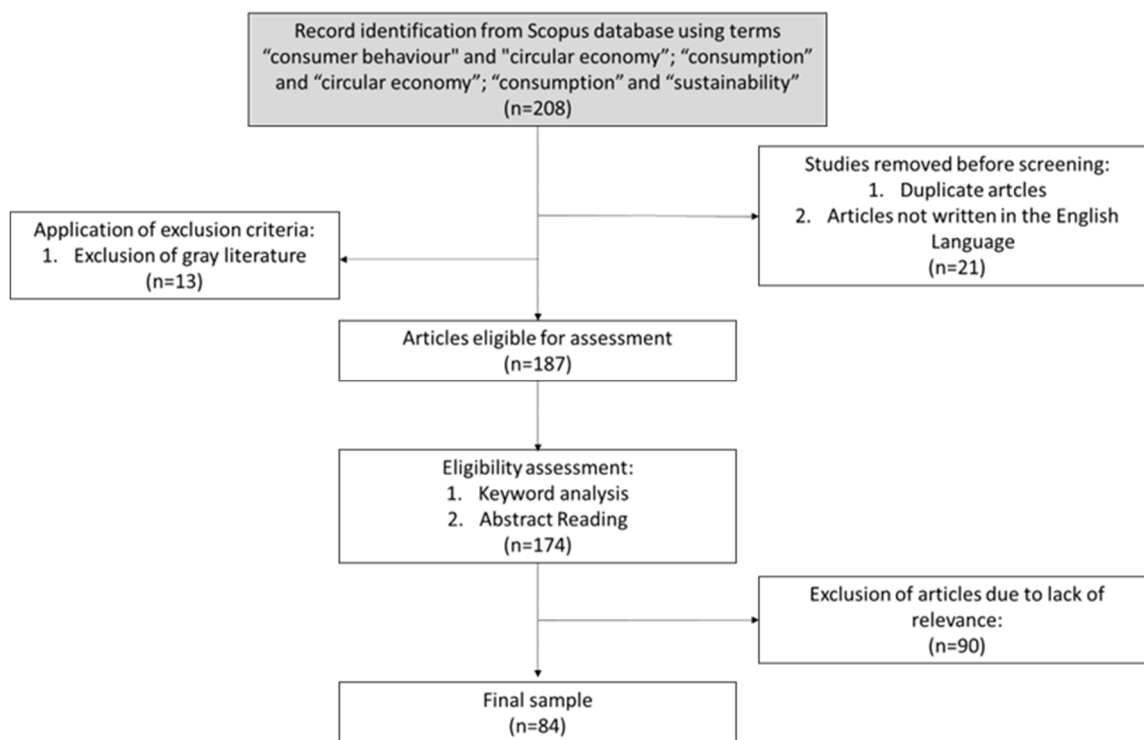 Record identification from Scopus database using terms
“consumer behaviour" and "circular economy”; “consumption”
and “circular economy”; “consumption” and “sustainability”
(n=208)
Studies removed before screening:
1. Duplicate artcles
2. Articles not written in the English
Language
(n=21)
Application of exclusion criteria:
1. Exclusion of gray literature
(n=13)
Articles eligible for assessment
(n=187)
Eligibility assessment:
1. Keyword analysis
2. Abstract Reading
(n=174)
Exclusion of articles due to lack of
relevance:
(n=90)
Final sample
(n=84)